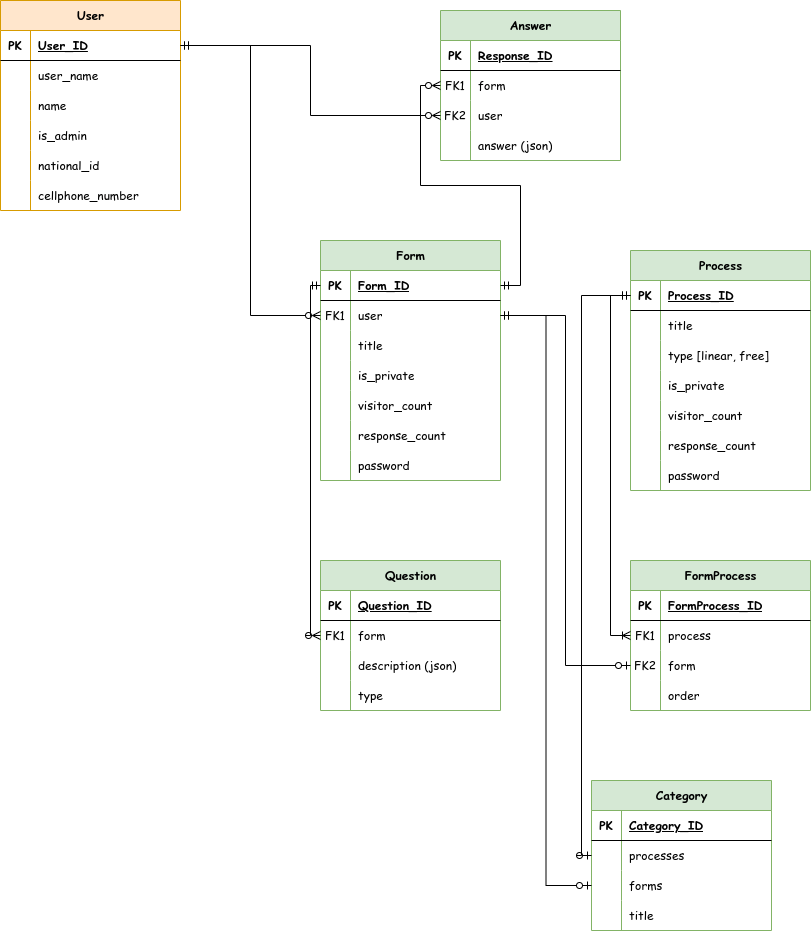 User
PK User_ID
user_name
name
is_admin
national_id
cellphone_number
Answer
PK Response_ID
FK1 form
FK2 user
answer (json)
Form
PK Form_ID
FK1 user
title
is_private
visitor_count
response_count
password
Process
PK Process_ID
title
type [linear, free]
is_private
visitor_count
response_count
password
Question
PK Question_ID
FK1 form
description (json)
type
FormProcess
PK FormProcess_ID
FK1 process
FK2 form
order
Category
PK Category_ID
processes
forms
title